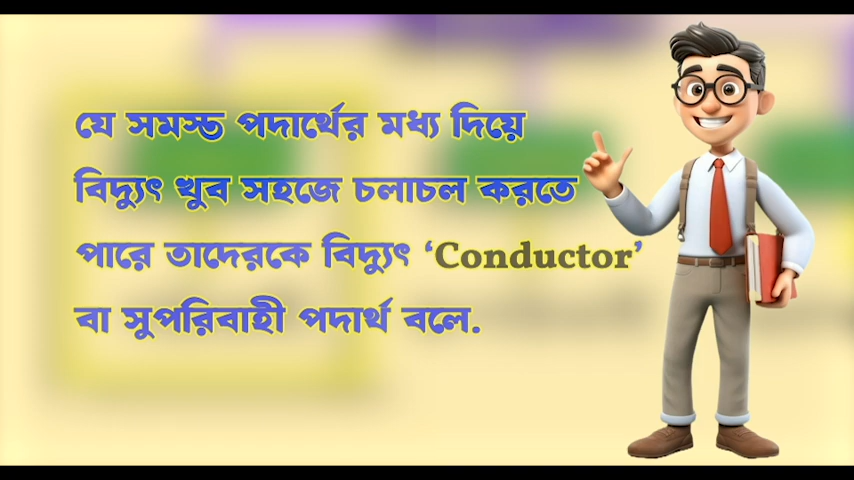 যে সমস্ত পদার্থের মধ্য দিয়ে
বিদ্যুৎ খুব সহজে চলাচল করতে
পারে তাদেরকে বিদ্যুৎ ‘Conductor’
বা সুপরিবাহী পদার্থ বলে.